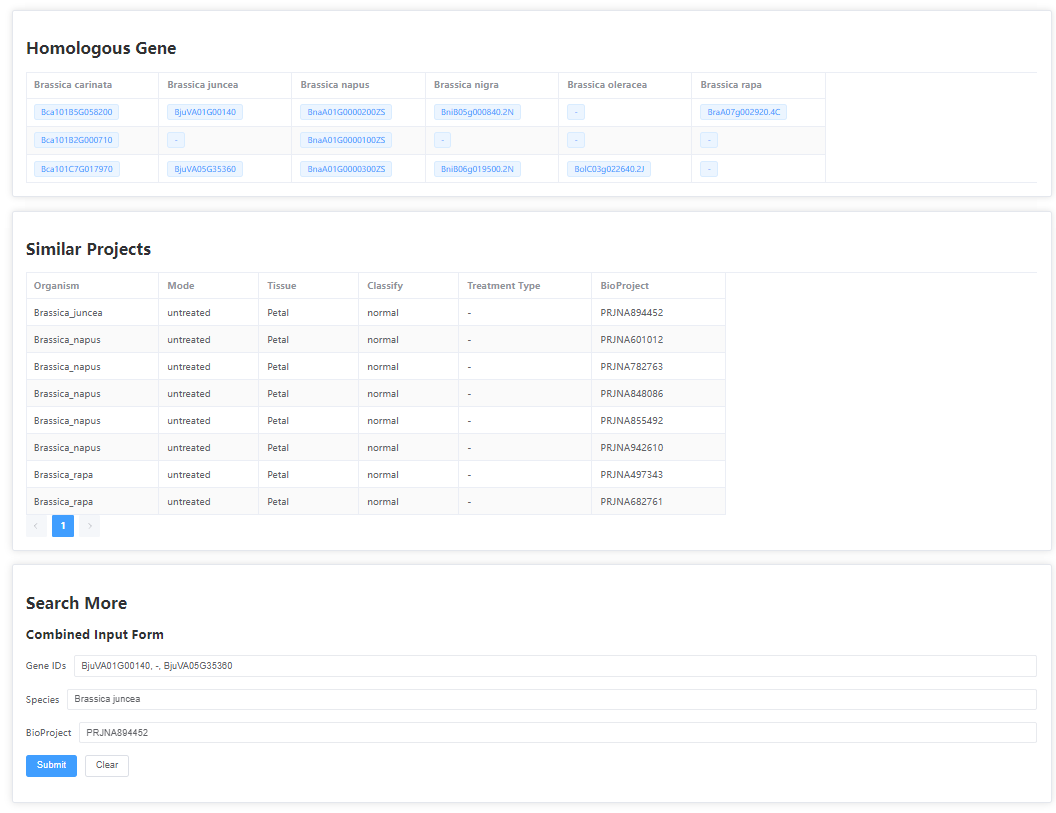 Homologous Gene
Brassica carinata Brassica juncea Brassica napus Brassica nigra Brassica oleracea Brassica rapa
Bca101B5G058200 BjuVA01G00140 BnaA01G0000200ZS BniB05g000840.2N - BraA07g002920.4C
Bca101B2G000710 - BnaA01G0000100ZS - - -
Bca101C7G017970 BjuVA05G35360 BnaA01G0000300ZS BniB06g019500.2N BolC03g022640.2J -
Similar Projects
Organism Mode Tissue Classify Treatment Type BioProject
Brassica_juncea untreated Petal normal - PRJNA894452
Brassica_napus untreated Petal normal - PRJNA601012
Brassica_napus untreated Petal normal - PRJNA782763
Brassica_napus untreated Petal normal - PRJNA848086
Brassica_napus untreated Petal normal - PRJNA855492
Brassica_napus untreated Petal normal - PRJNA942610
Brassica_rapa untreated Petal normal - PRJNA497343
Brassica_rapa untreated Petal normal - PRJNA682761
< 1 >
Search More
Combined Input Form
Gene IDs BjuVA01G00140, -, BjuVA05G35360
Species Brassica juncea
BioProject PRJNA894452
Submit Clear